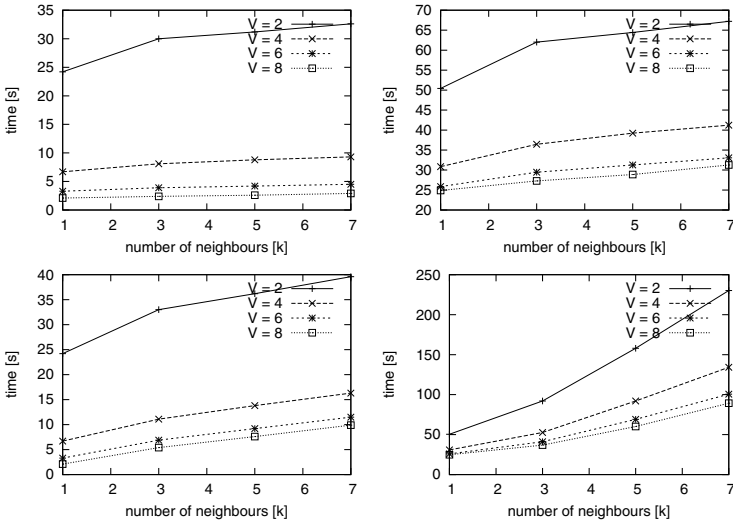 35
30
25
20
15
10
5
0
time [s]
V = 2
V = 4
V = 6
V = 8
1 2 3 4 5 6 7
number of neighbours [k]
70
65
60
55
50
45
40
35
30
25
20
time [s]
V = 2
V = 4
V = 6
V = 8
1 2 3 4 5 6 7
number of neighbours [k]
40
35
30
25
20
15
10
5
0
time [s]
V = 2
V = 4
V = 6
V = 8
1 2 3 4 5 6 7
number of neighbours [k]
250
200
150
100
50
0
time [s]
V = 2
V = 4
V = 6
V = 8
1 2 3 4 5 6 7
number of neighbours [k]